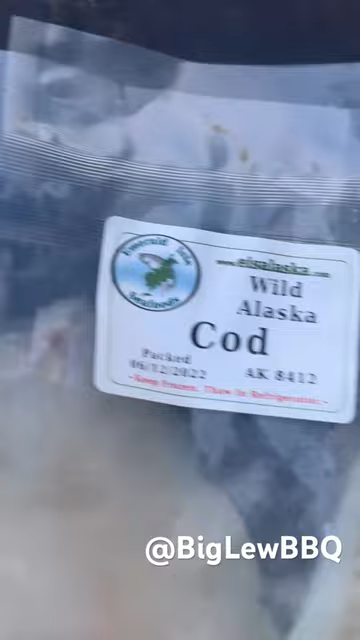 Emerald Isle
Seafoods
www.eisalaska.com
Wild
Alaska
Cod
Packed
06/12/2022
AK 8412
~Keep Frozen, Thaw in Refrigerator.~
@BigLewBBQ